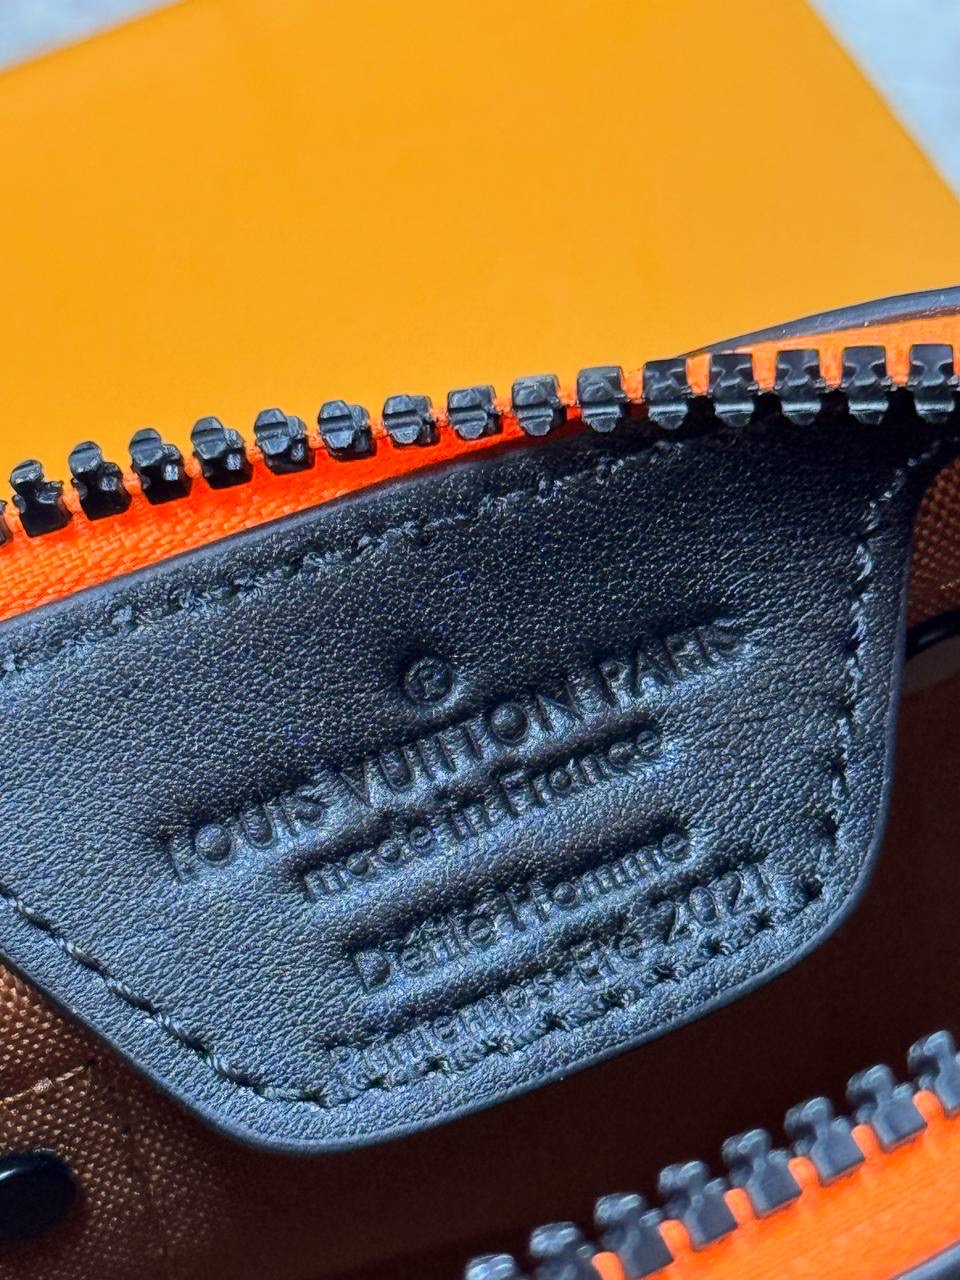 ®
LOUIS VUITTON PARIS
made in France
Défilé Homme
Printemps-Été 2021